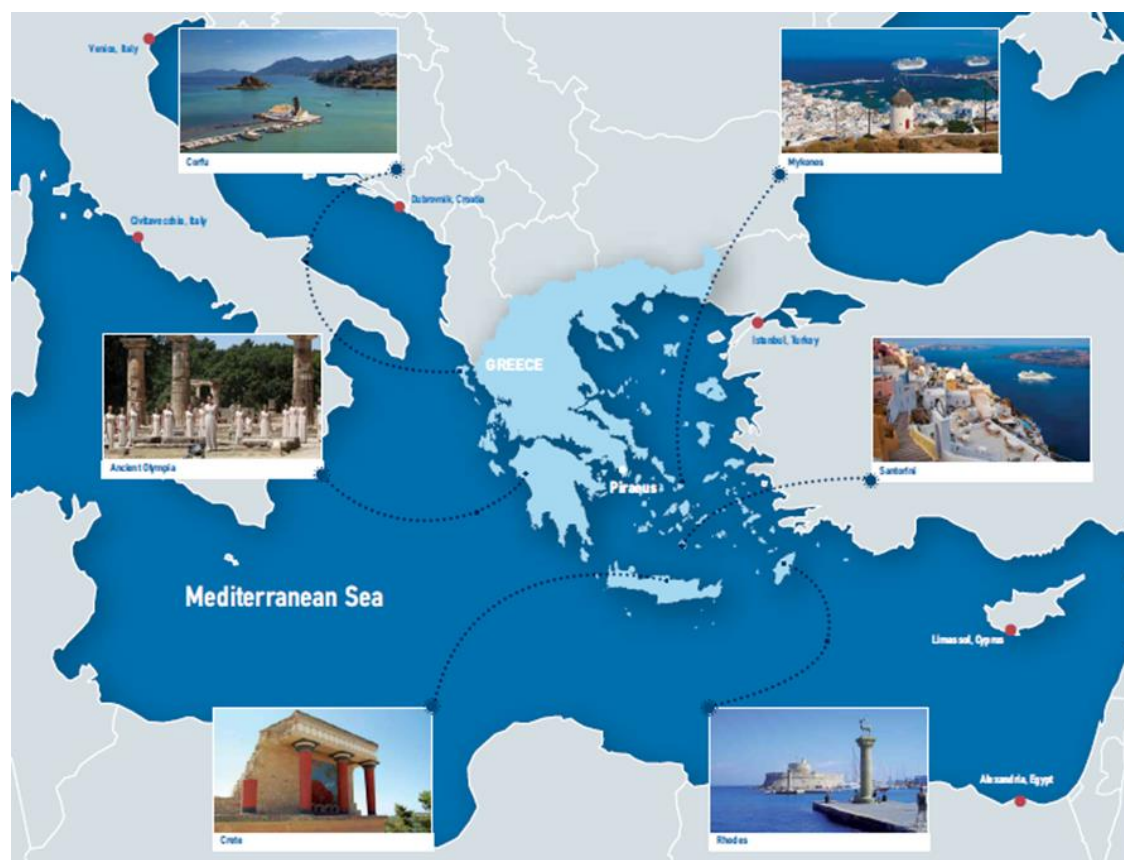 Venice, Italy
Corfu
Mykonos
Dubrovnik, Croatia
Civitavecchia, Italy
Istanbul, Turkey
GREECE
Ancient Olympia
Santorini
Piraeus
Mediterranean Sea
Limassol, Cyprus
Alexandria, Egypt
Crete
Rhodes